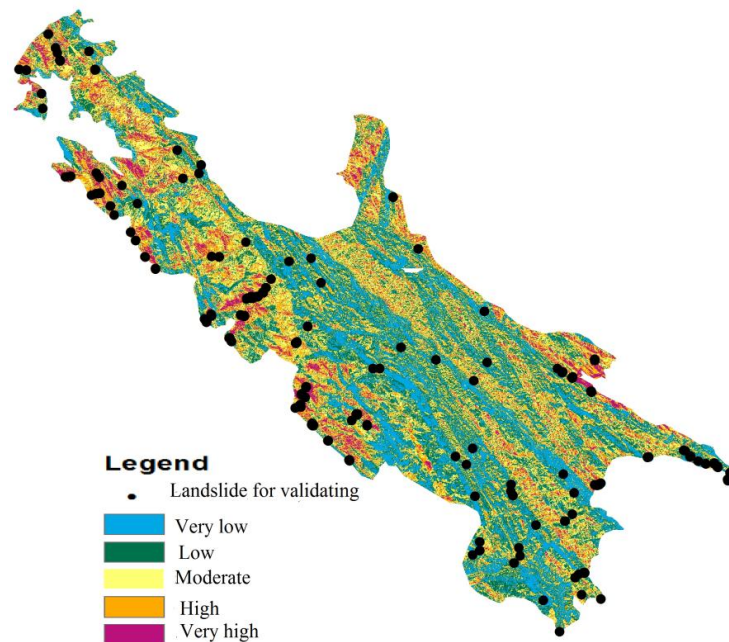 Legend
Landslide for validating
Very low
Low
Moderate
High
Very high